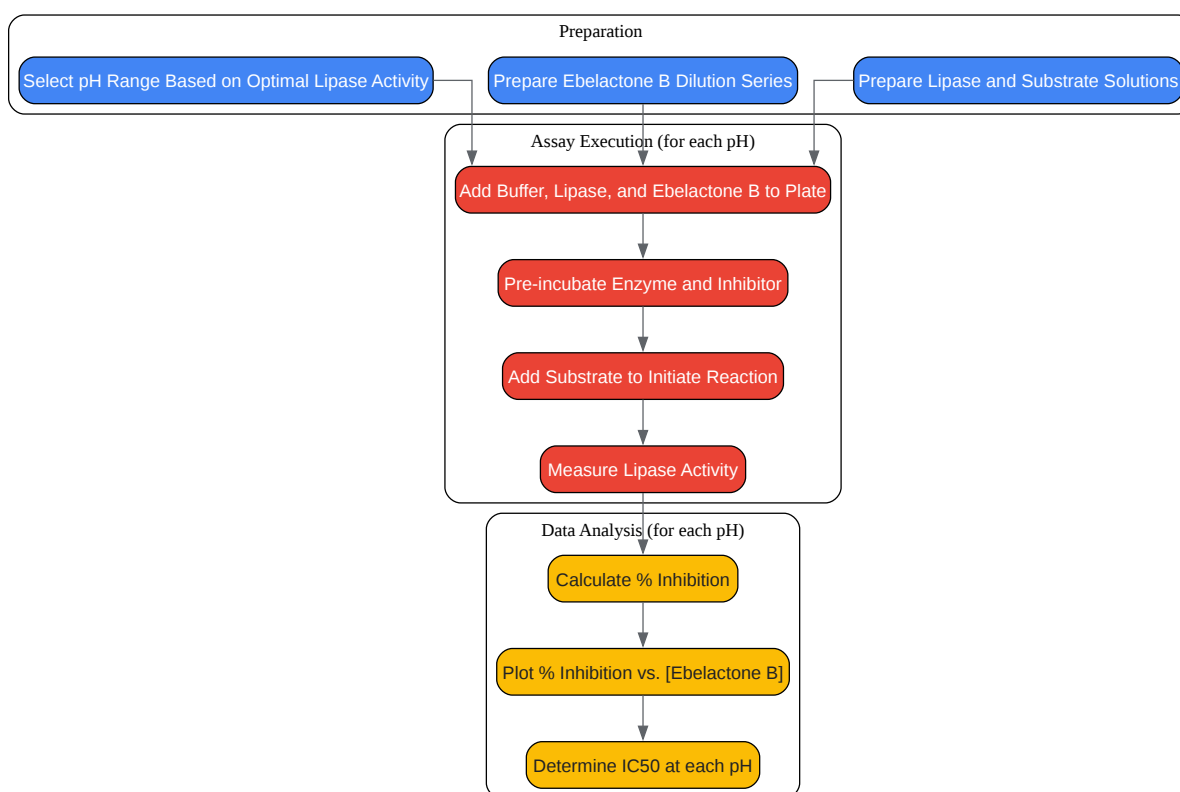 Preparation
Select pH Range Based on Optimal Lipase Activity
Prepare Ebelactone B Dilution Series
Prepare Lipase and Substrate Solutions
Assay Execution (for each pH)
Add Buffer, Lipase, and Ebelactone B to Plate
Pre-incubate Enzyme and Inhibitor
Add Substrate to Initiate Reaction
Measure Lipase Activity
Data Analysis (for each pH)
Calculate % Inhibition
Plot % Inhibition vs. [Ebelactone B]
Determine IC50 at each pH